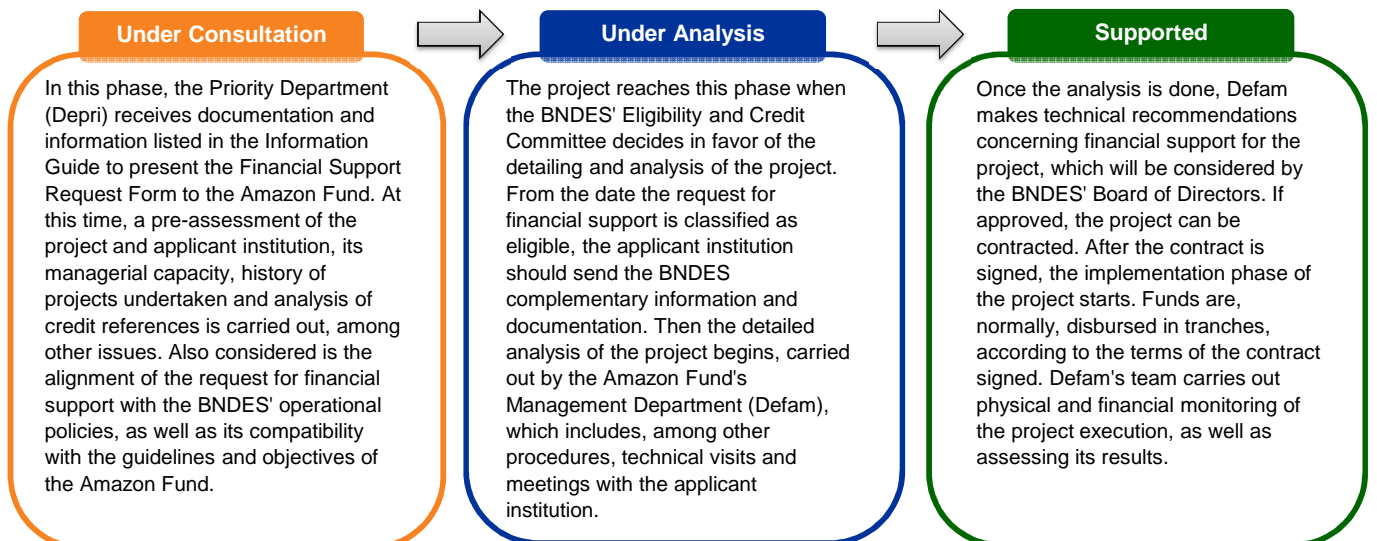 Under Consultation
In this phase, the Priority Department
(Depri) receives documentation and
information listed in the Information
Guide to present the Financial Support
Request Form to the Amazon Fund. At
this time, a pre-assessment of the
project and applicant institution, its
managerial capacity, history of
projects undertaken and analysis of
credit references is carried out, among
other issues. Also considered is the
alignment of the request for financial
support with the BNDES' operational
policies, as well as its compatibility
with the guidelines and objectives of
the Amazon Fund.
Under Analysis
The project reaches this phase when
the BNDES' Eligibility and Credit
Committee decides in favor of the
detailing and analysis of the project.
From the date the request for
financial support is classified as
eligible, the applicant institution
should send the BNDES
complementary information and
documentation. Then the detailed
analysis of the project begins, carried
out by the Amazon Fund's
Management Department (Defam),
which includes, among other
procedures, technical visits and
meetings with the applicant
institution.
Supported
Once the analysis is done, Defam
makes technical recommendations
concerning financial support for the
project, which will be considered by
the BNDES' Board of Directors. If
approved, the project can be
contracted. After the contract is
signed, the implementation phase of
the project starts. Funds are,
normally, disbursed in tranches,
according to the terms of the contract
signed. Defam's team carries out
physical and financial monitoring of
the project execution, as well as
assessing its results.